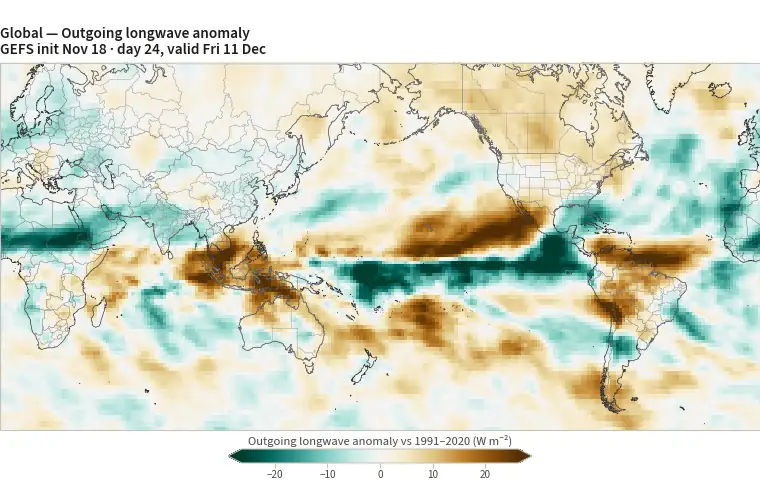 Global — Outgoing longwave anomaly
GEFS init Nov 18 · day 24, valid Fri 11 Dec
Outgoing longwave anomaly vs 1991–2020 (W m⁻²)
−20 −10 0 10 20